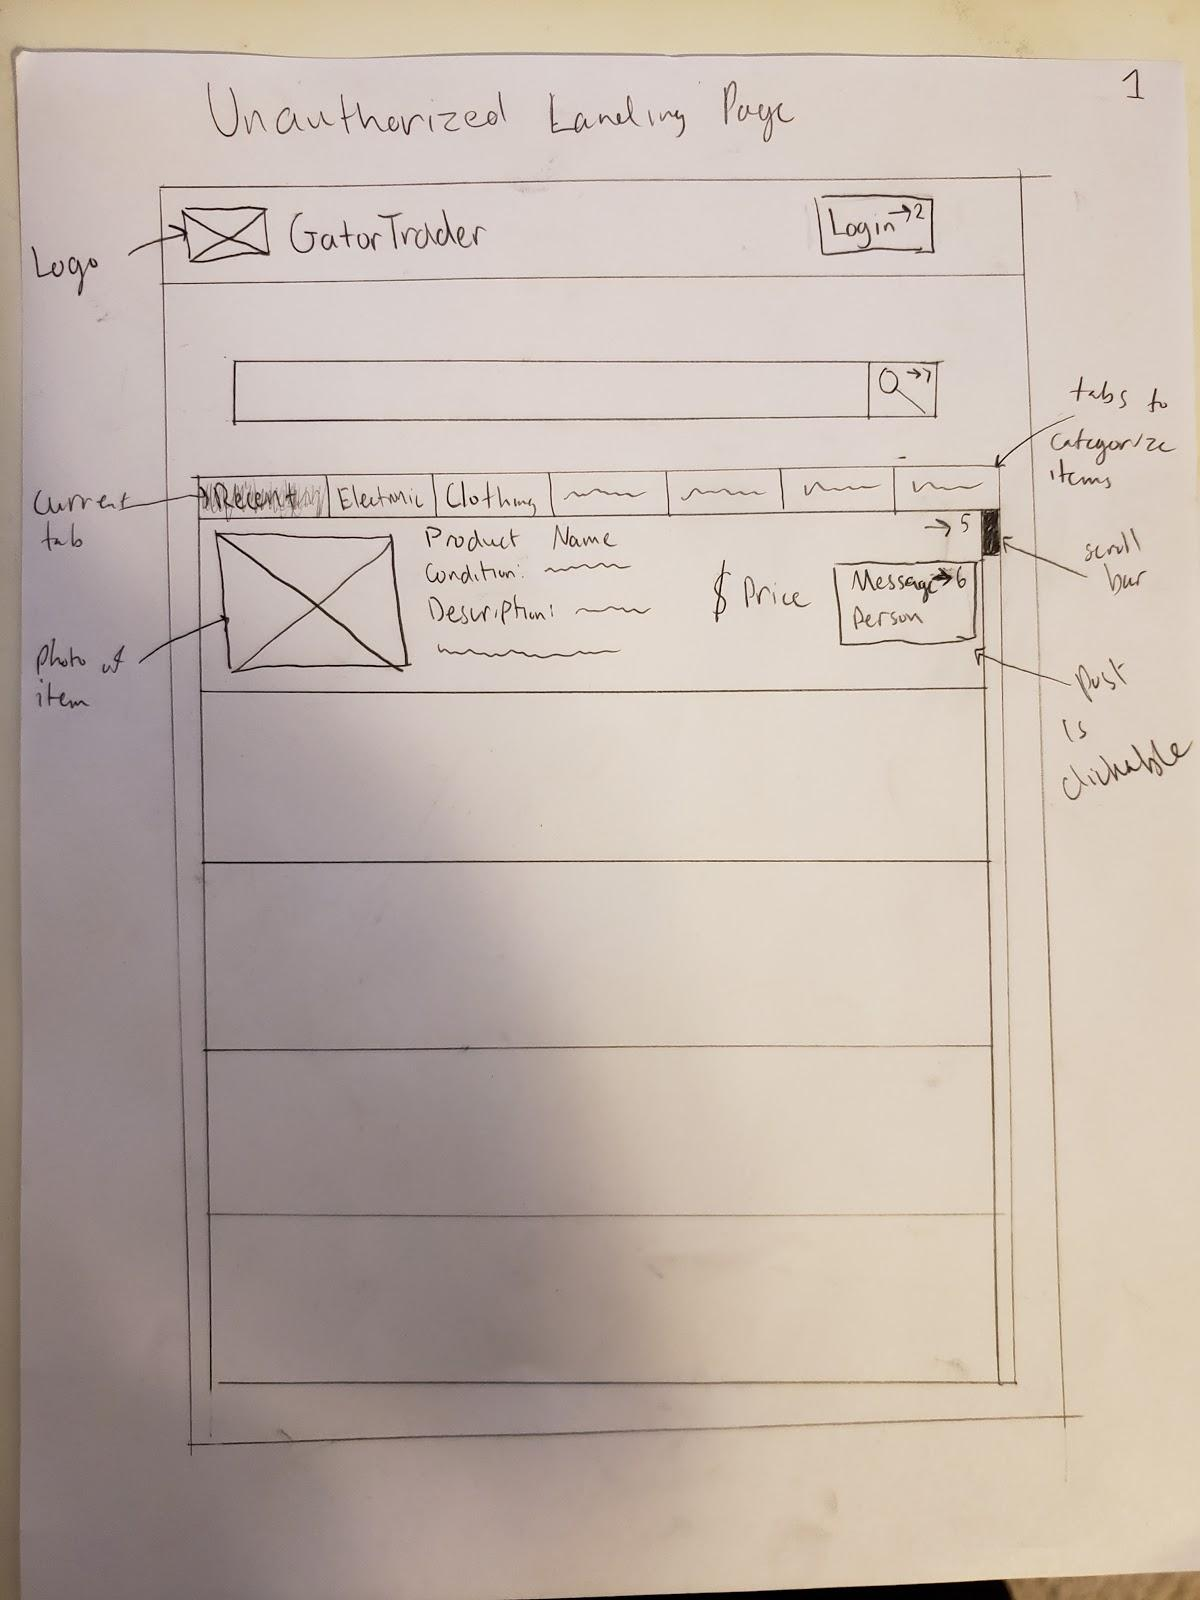 1
Unauthorized Landing Page
Logo
GatorTrader
Login →2
→7
tabs to
categorize
items
Current
tab
Recent
Electronic
Clothing
scroll
bar
Product Name
Condition:
Description:
$ Price
→5
Message →6
Person
Photo of
item
Post
is
clickable